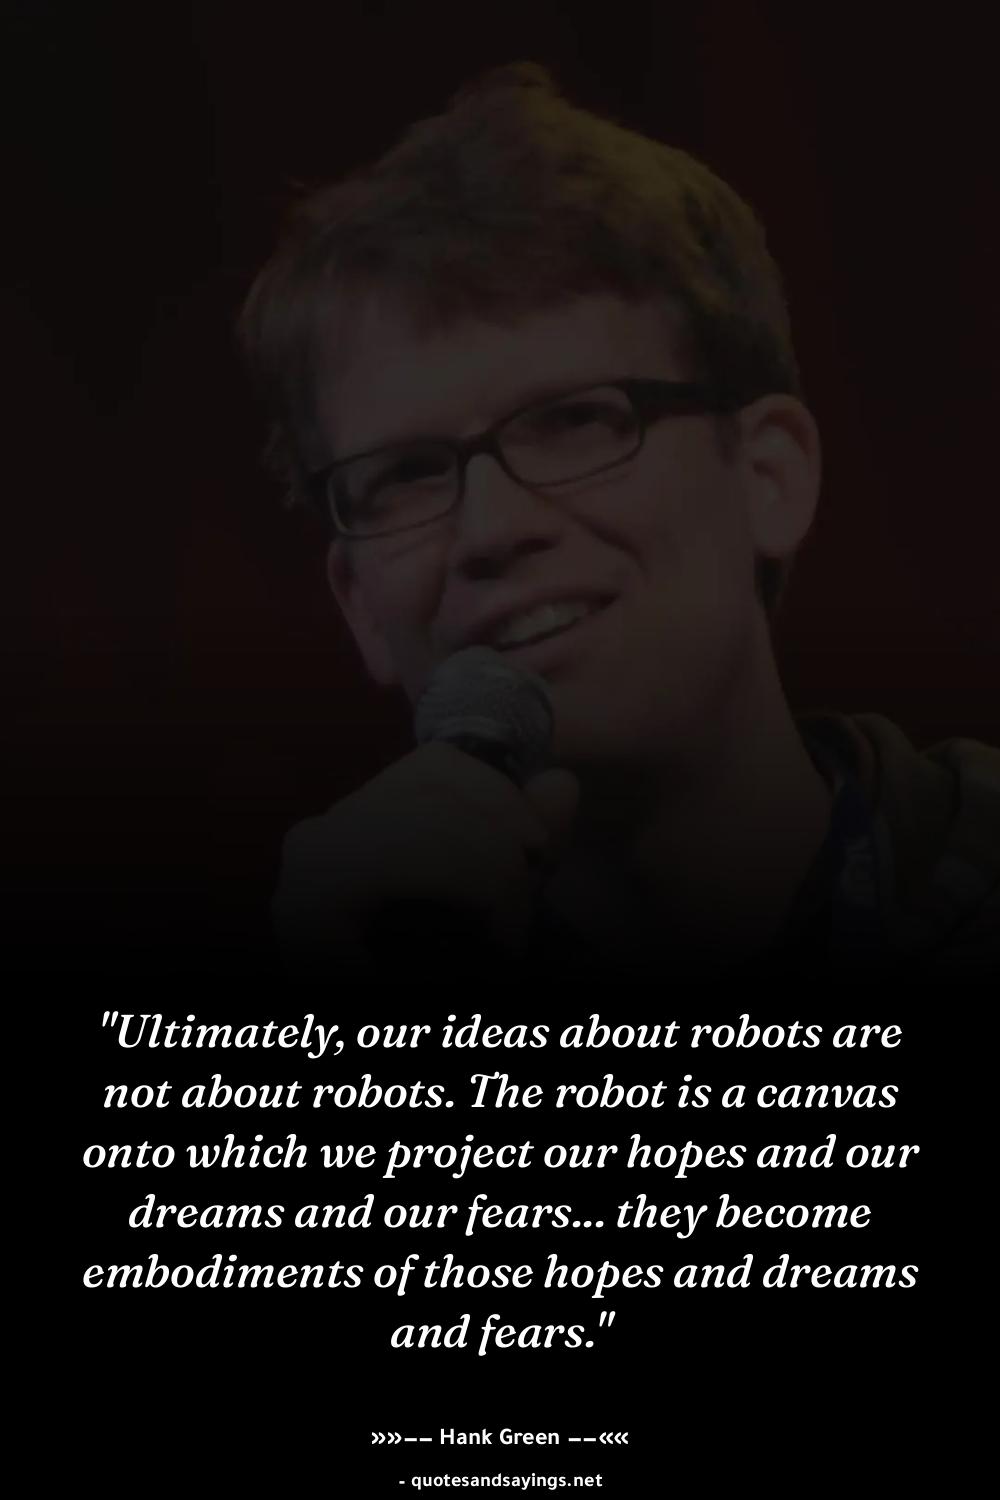 "Ultimately, our ideas about robots are
not about robots. The robot is a canvas
onto which we project our hopes and our
dreams and our fears... they become
embodiments of those hopes and dreams
and fears."
»»–– Hank Green ––««
- quotesandsayings.net